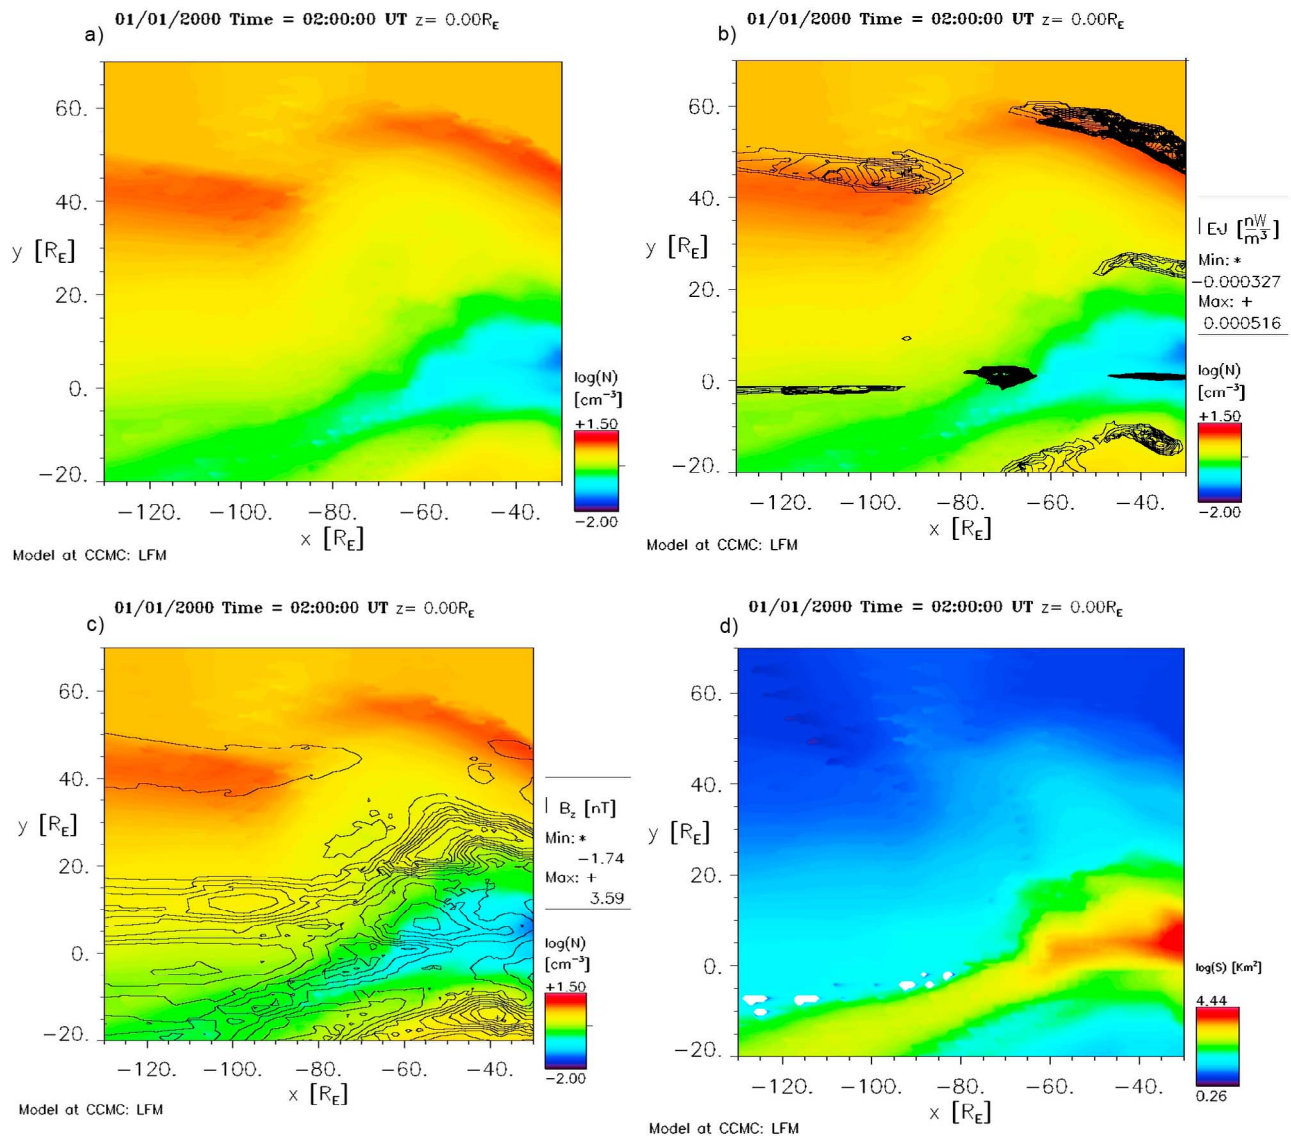 01/01/2000 Time = 02:00:00 UT z= 0.00R_E
a)
y [R_E]
60.
40.
20.
0.
−20.
−120. −100. −80. −60. −40.
x [R_E]
log(N)
[cm⁻³]
+1.50
−2.00
Model at CCMC: LFM
01/01/2000 Time = 02:00:00 UT z= 0.00R_E
b)
y [R_E]
60.
40.
20.
0.
−20.
−120. −100. −80. −60. −40.
x [R_E]
[nW/m³]
Min: *
−0.000327
Max: +
0.000516
log(N)
[cm⁻³]
+1.50
−2.00
Model at CCMC: LFM
01/01/2000 Time = 02:00:00 UT z= 0.00R_E
c)
y [R_E]
60.
40.
20.
0.
−20.
−120. −100. −80. −60. −40.
x [R_E]
B_z [nT]
Min: *
−1.74
Max: +
3.59
log(N)
[cm⁻³]
+1.50
−2.00
Model at CCMC: LFM
01/01/2000 Time = 02:00:00 UT z= 0.00R_E
d)
y [R_E]
60.
40.
20.
0.
−20.
−120. −100. −80. −60. −40.
x [R_E]
log(S) [Km²]
4.44
0.26
Model at CCMC: LFM